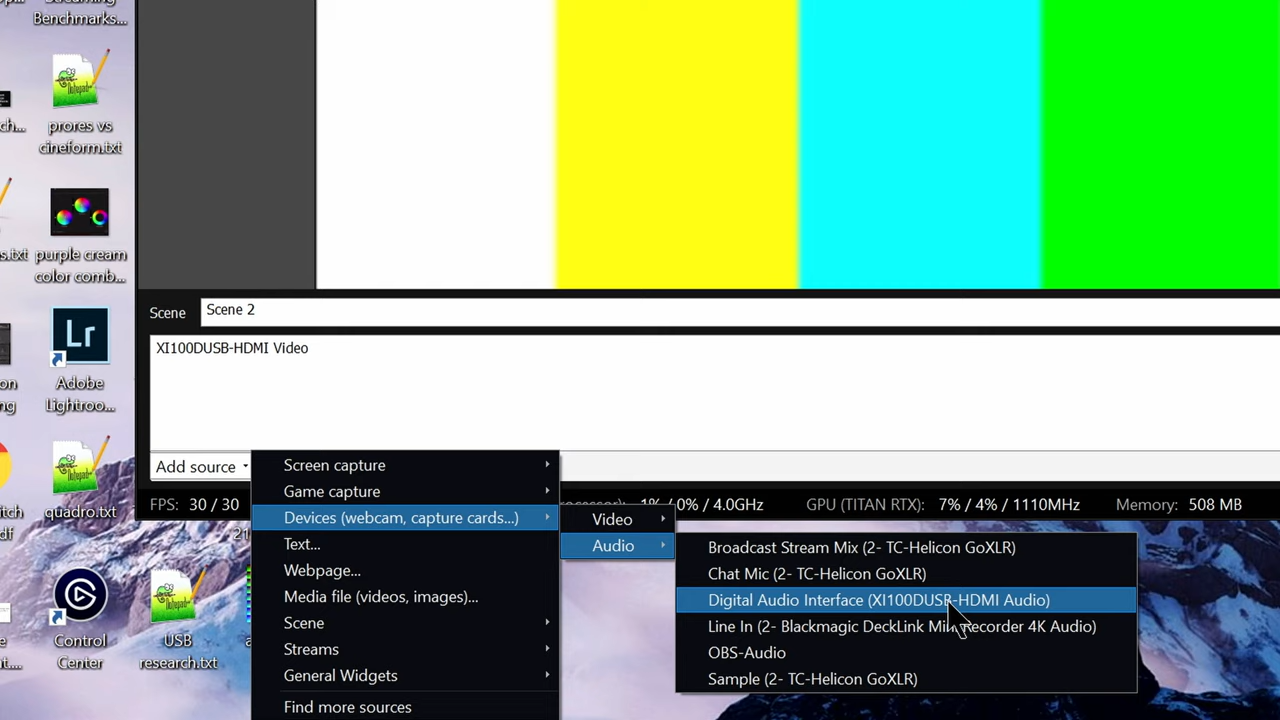 Benchmarks...
prores vs
cineform.txt
purple cream
color comb...
Lr
Adobe
Lightroo...
quadro.txt
Control
Center
USB
research.txt
Scene
Scene 2
XI100DUSB-HDMI Video
Add source
FPS: 30 / 30
1% / 0% / 4.0GHz
GPU (TITAN RTX): 7% / 4% / 1110MHz
Memory: 508 MB
Screen capture
Game capture
Devices (webcam, capture cards...)
Text...
Webpage...
Media file (videos, images)...
Scene
Streams
General Widgets
Find more sources
Video
Audio
Broadcast Stream Mix (2- TC-Helicon GoXLR)
Chat Mic (2- TC-Helicon GoXLR)
Digital Audio Interface (XI100DUSB-HDMI Audio)
Line In (2- Blackmagic DeckLink Mini Recorder 4K Audio)
OBS-Audio
Sample (2- TC-Helicon GoXLR)